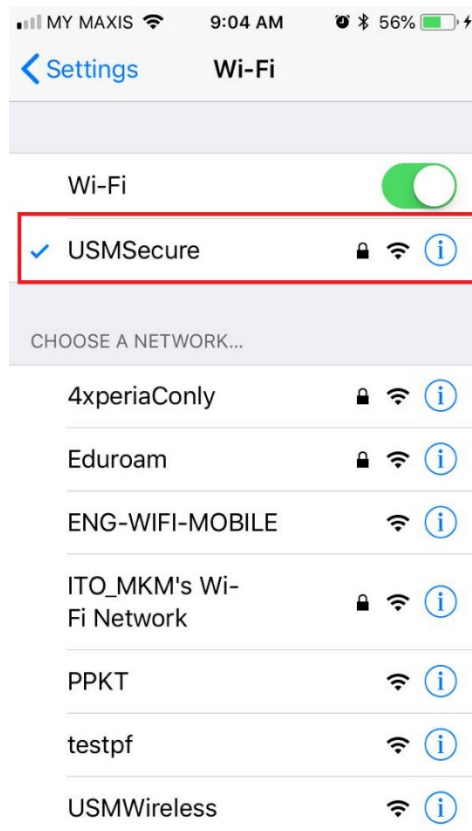 MY MAXIS 9:04 AM 56%
Settings Wi-Fi
Wi-Fi
USMSecure
CHOOSE A NETWORK...
4xperiaConly
Eduroam
ENG-WIFI-MOBILE
ITO_MKM's Wi-
Fi Network
PPKT
testpf
USMWireless